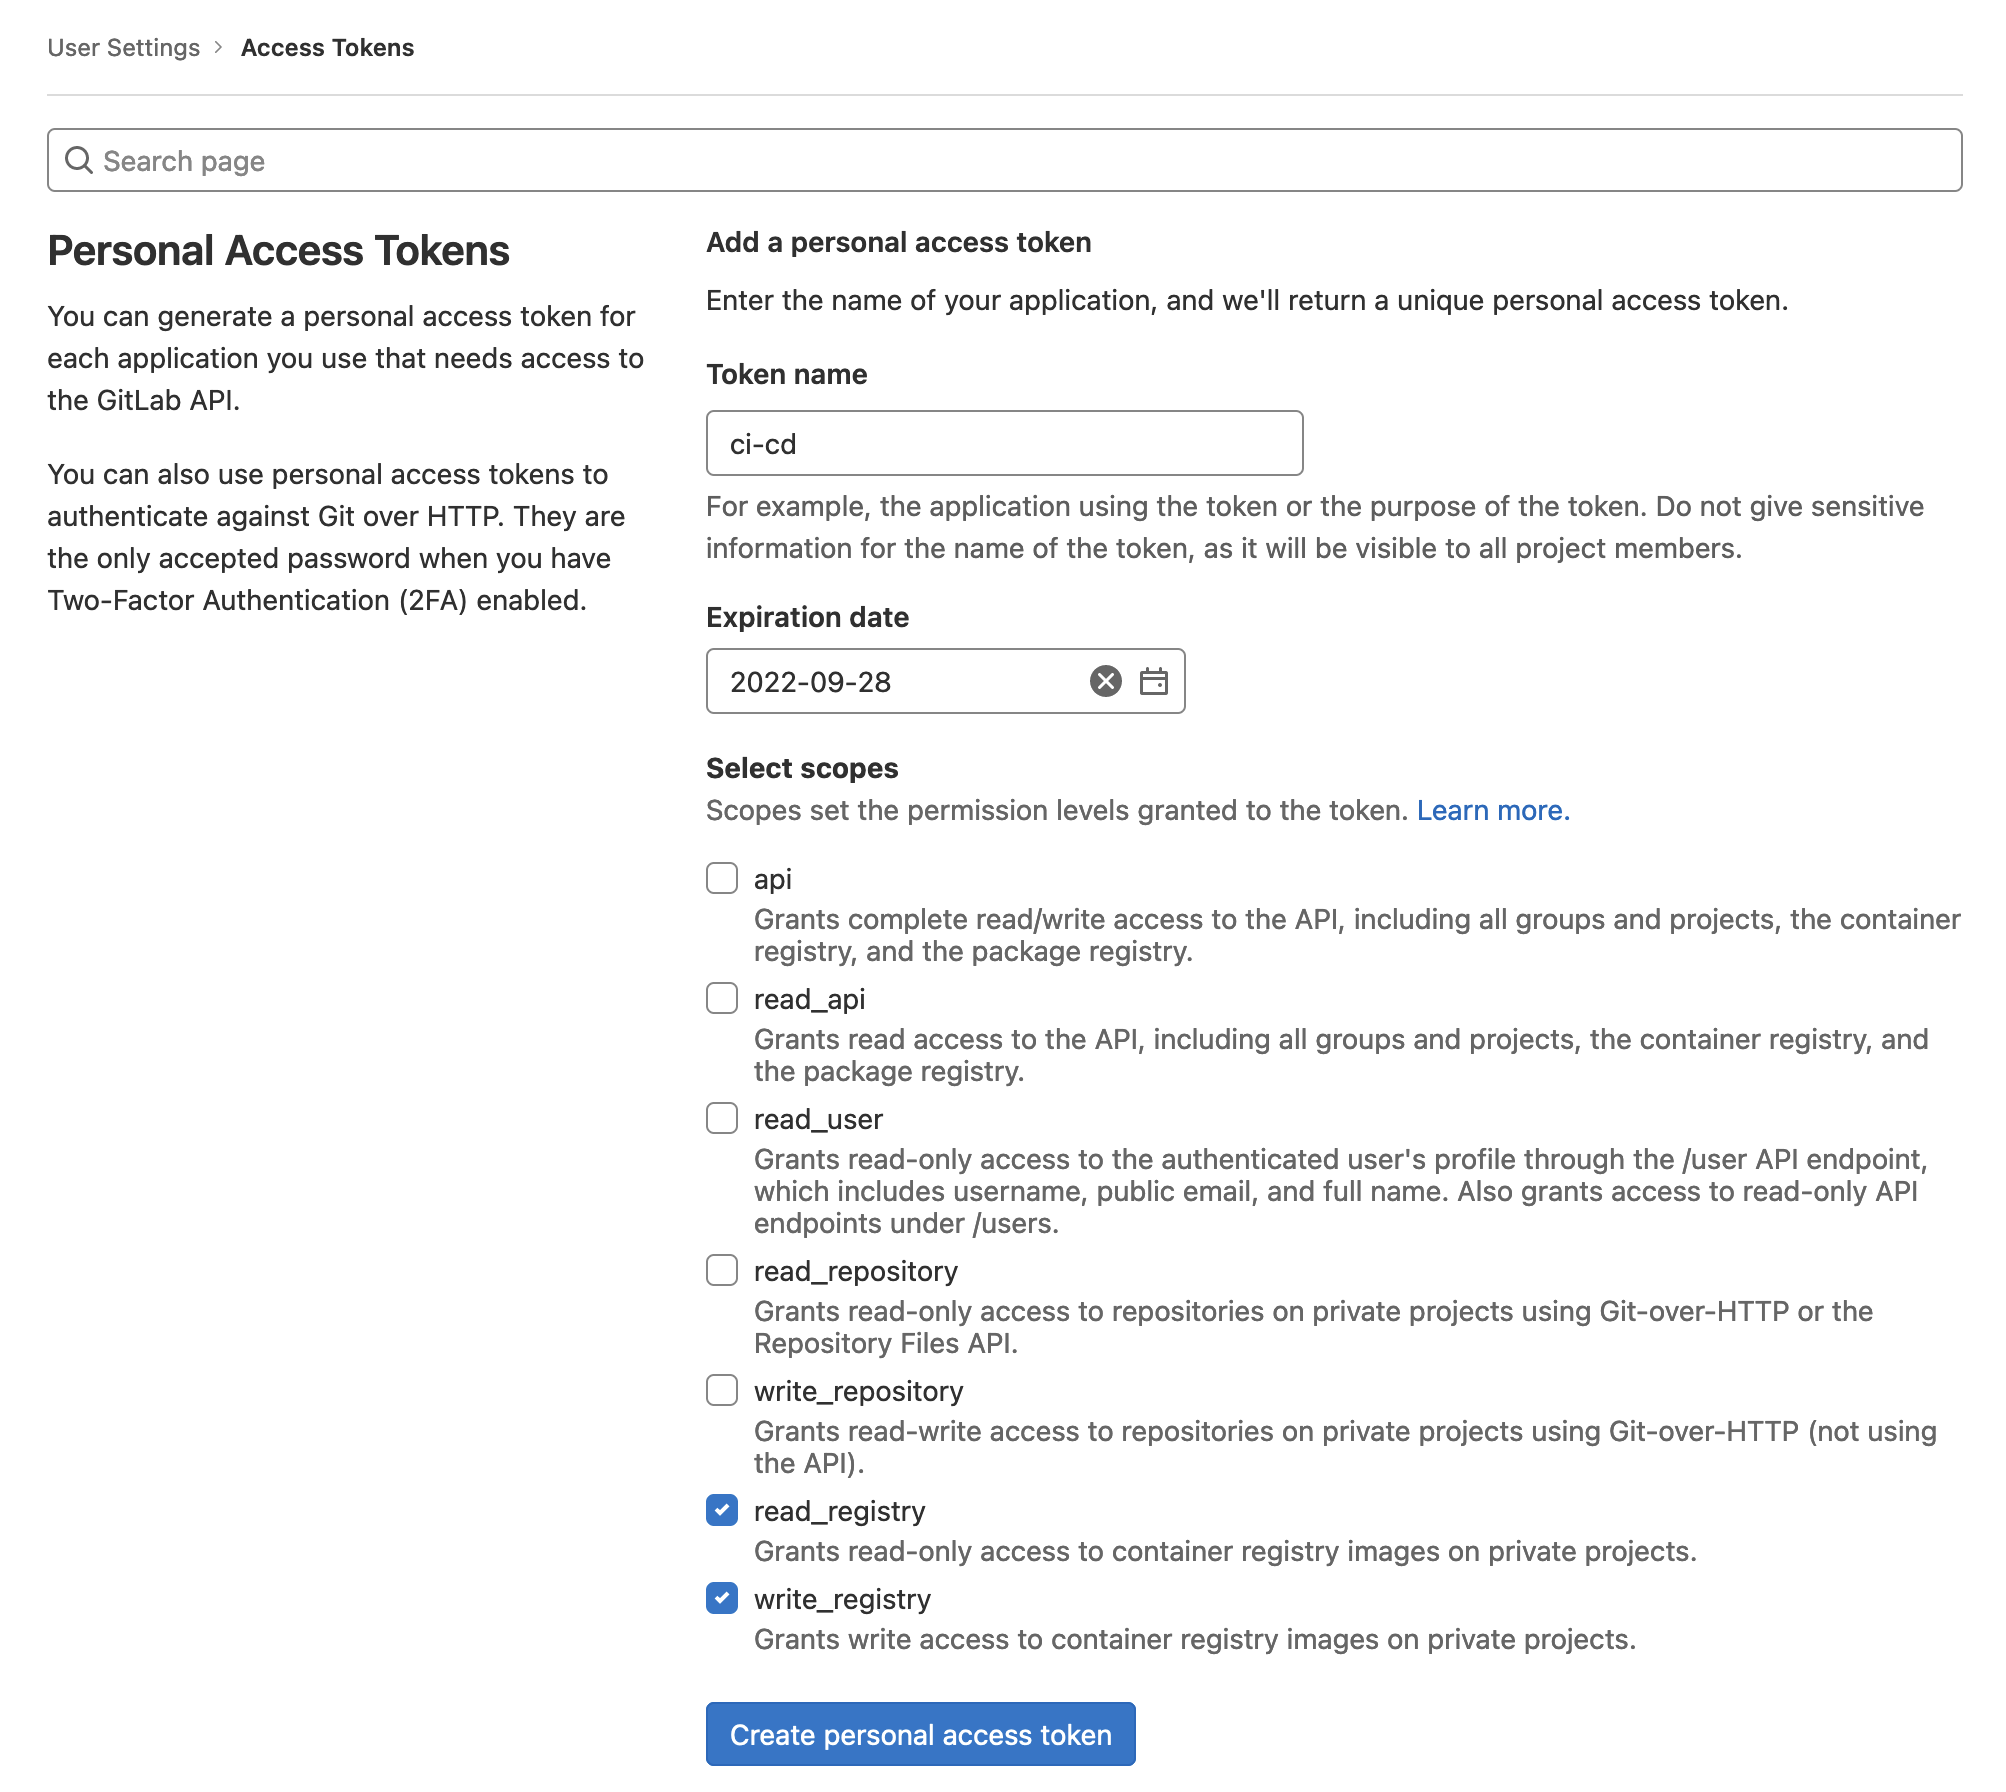 User Settings > Access Tokens
Search page
Personal Access Tokens
You can generate a personal access token for
each application you use that needs access to
the GitLab API.
You can also use personal access tokens to
authenticate against Git over HTTP. They are
the only accepted password when you have
Two-Factor Authentication (2FA) enabled.
Add a personal access token
Enter the name of your application, and we'll return a unique personal access token.
Token name
ci-cd
For example, the application using the token or the purpose of the token. Do not give sensitive
information for the name of the token, as it will be visible to all project members.
Expiration date
2022-09-28
Select scopes
Scopes set the permission levels granted to the token. Learn more.
api
Grants complete read/write access to the API, including all groups and projects, the container
registry, and the package registry.
read_api
Grants read access to the API, including all groups and projects, the container registry, and
the package registry.
read_user
Grants read-only access to the authenticated user's profile through the /user API endpoint,
which includes username, public email, and full name. Also grants access to read-only API
endpoints under /users.
read_repository
Grants read-only access to repositories on private projects using Git-over-HTTP or the
Repository Files API.
write_repository
Grants read-write access to repositories on private projects using Git-over-HTTP (not using
the API).
read_registry
Grants read-only access to container registry images on private projects.
write_registry
Grants write access to container registry images on private projects.
Create personal access token